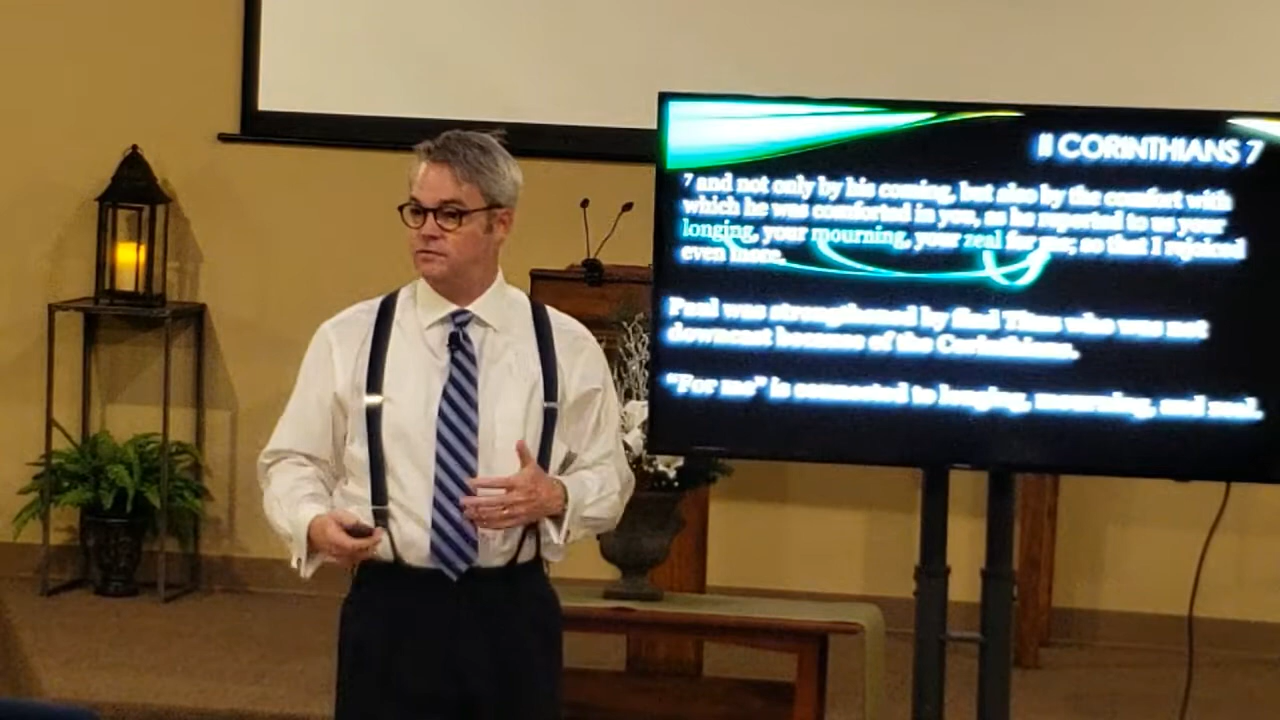 II CORINTHIANS 7
7 and not only by his coming, but also by the comfort with
which he was comforted in you, as he reported to us your
longing, your mourning, your zeal for me; so that I rejoiced
even more.
Paul was strengthened by find Titus who was not
downcast because of the Corinthians.
"For me" is connected to longing, mourning, and zeal.